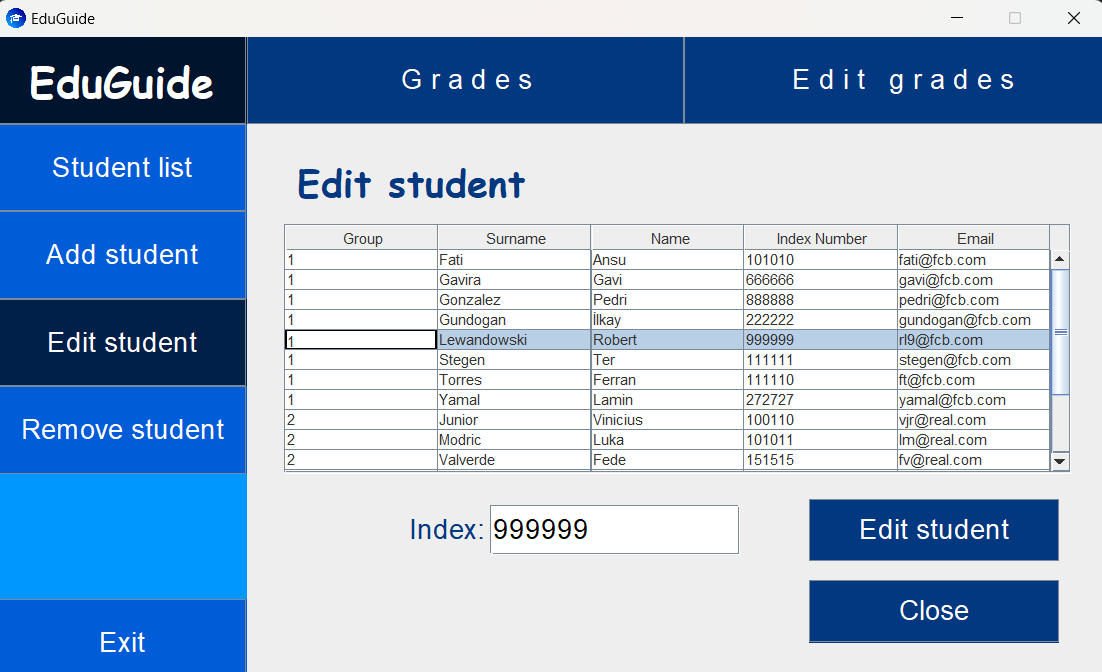 EduGuide
EduGuide
Grades
Edit grades
Student list
Add student
Edit student
Remove student
Exit
Edit student
Group Surname Name Index Number Email
1 Fati Ansu 101010 fati@fcb.com
1 Gavira Gavi 666666 gavi@fcb.com
1 Gonzalez Pedri 888888 pedri@fcb.com
1 Gundogan İlkay 222222 gundogan@fcb.com
1 Lewandowski Robert 999999 rl9@fcb.com
1 Stegen Ter 111111 stegen@fcb.com
1 Torres Ferran 111110 ft@fcb.com
1 Yamal Lamin 272727 yamal@fcb.com
2 Junior Vinicius 100110 vjr@real.com
2 Modric Luka 101011 lm@real.com
2 Valverde Fede 151515 fv@real.com
Index: 999999
Edit student
Close